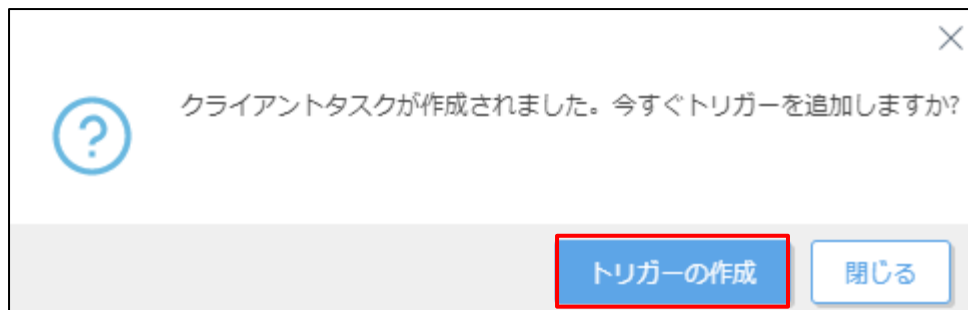 クライアントタスクが作成されました。今すぐトリガーを追加しますか?
トリガーの作成
閉じる